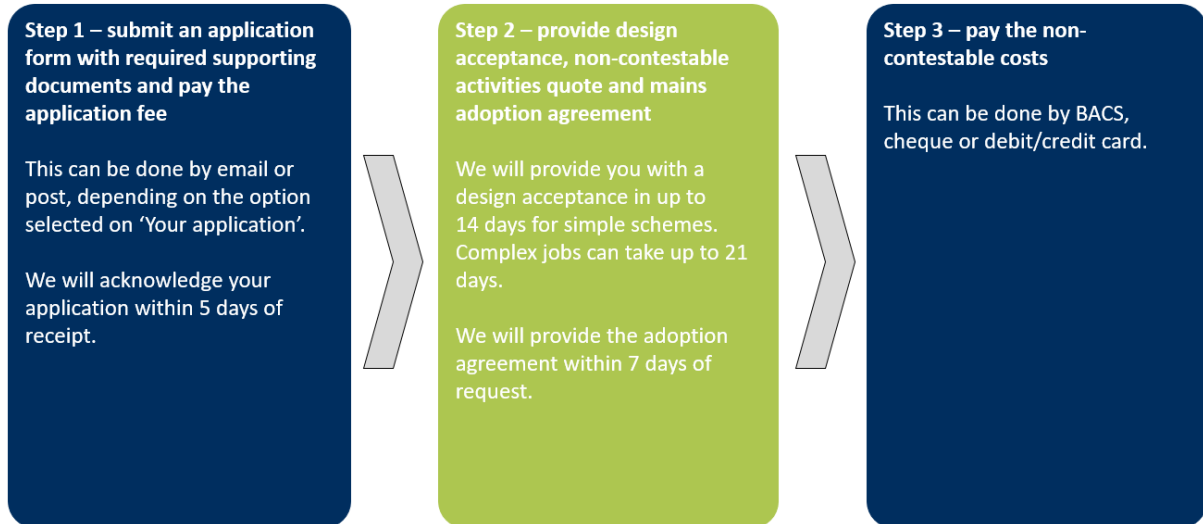 Step 1 – submit an application
form with required supporting
documents and pay the
application fee
This can be done by email or
post, depending on the option
selected on ‘Your application’.
We will acknowledge your
application within 5 days of
receipt.
Step 2 – provide design
acceptance, non-contestable
activities quote and mains
adoption agreement
We will provide you with a
design acceptance in up to
14 days for simple schemes.
Complex jobs can take up to 21
days.
We will provide the adoption
agreement within 7 days of
request.
Step 3 – pay the non-
contestable costs
This can be done by BACS,
cheque or debit/credit card.